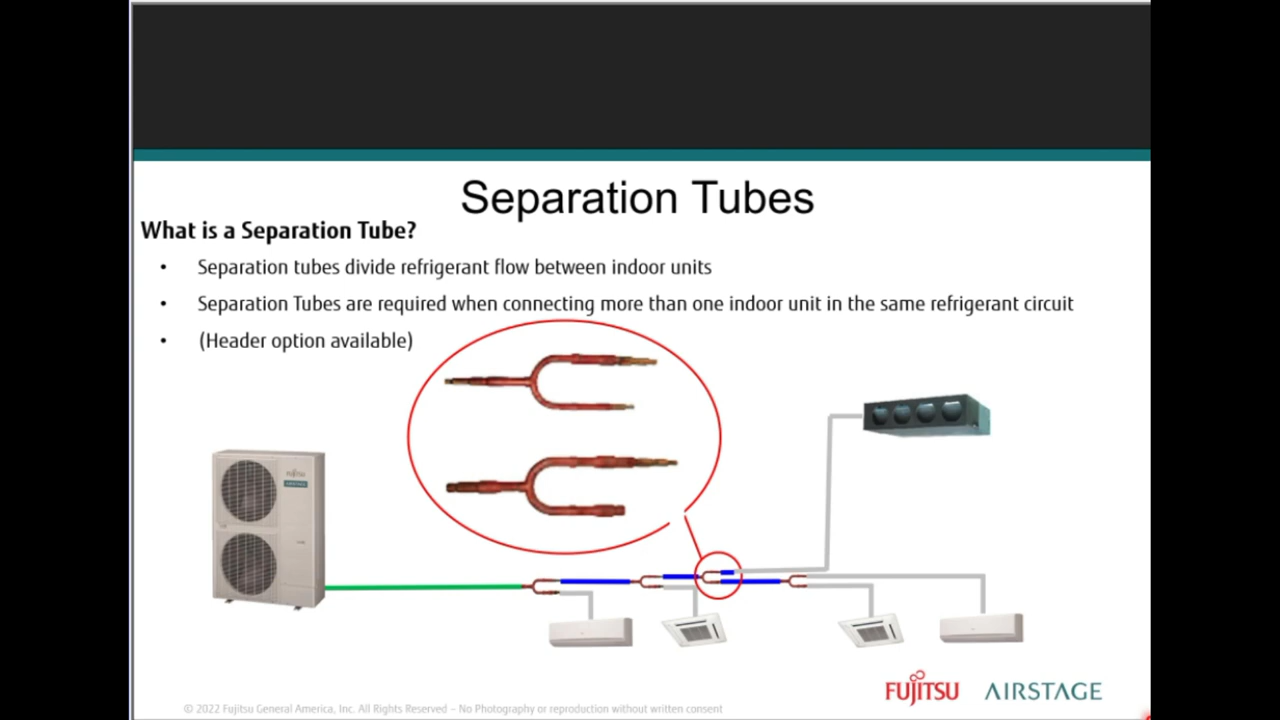 Separation Tubes
What is a Separation Tube?
• Separation tubes divide refrigerant flow between indoor units
• Separation Tubes are required when connecting more than one indoor unit in the same refrigerant circuit
• (Header option available)
FUJITSU
AIRSTAGE
FUJITSU AIRSTAGE
© 2022 Fujitsu General America, Inc. All Rights Reserved – No Photography or reproduction without written consent